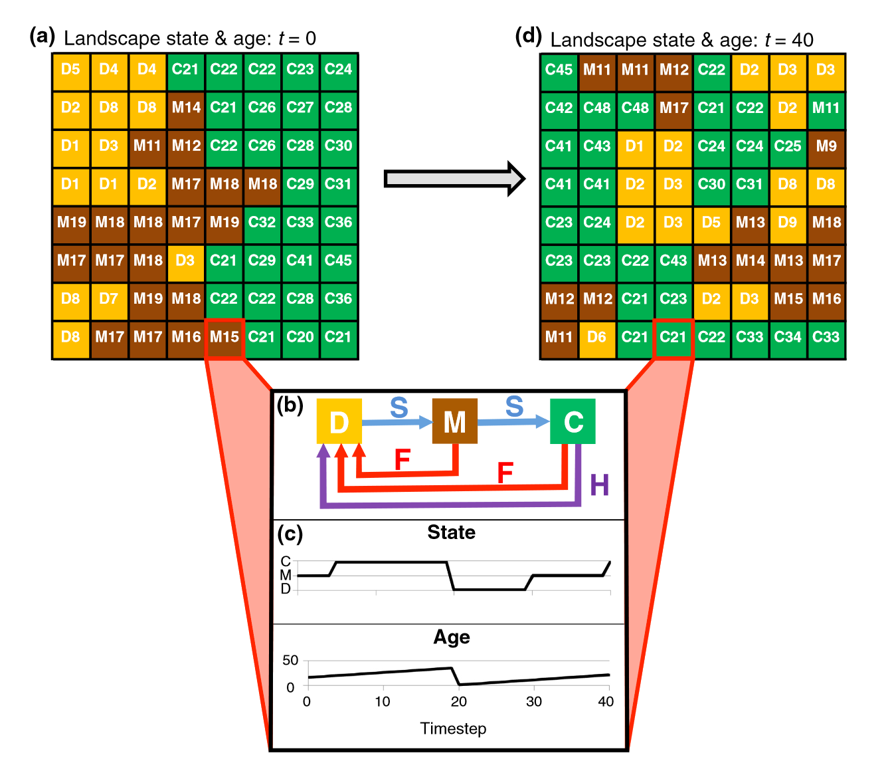 (a) Landscape state & age: t = 0
D5 D4 D4 C21 C22 C22 C23 C24
D2 D8 D8 M14 C21 C26 C27 C28
D1 D3 M11 M12 C22 C26 C28 C30
D1 D1 D2 M17 M18 M18 C29 C31
M19 M18 M18 M17 M19 C32 C33 C36
M17 M17 M18 D3 C21 C29 C41 C45
D8 D7 M19 M18 C22 C22 C28 C36
D8 M17 M17 M16 M15 C21 C20 C21
(d) Landscape state & age: t = 40
C45 M11 M11 M12 C22 D2 D3 D3
C42 C48 C48 M17 C21 C22 D2 M11
C41 C43 D1 D2 C24 C24 C25 M9
C41 C41 D2 D3 C30 C31 D8 D8
C23 C24 D2 D3 D5 M13 D9 M18
C23 C23 C22 C43 M13 M14 M13 M17
M12 M12 C21 C23 D2 D3 M15 M16
M11 D6 C21 C21 C22 C33 C34 C33
(b)
D S M S C
F
F
H
(c) State
C
M
D
Age
50
0
0 10 20 30 40
Timestep